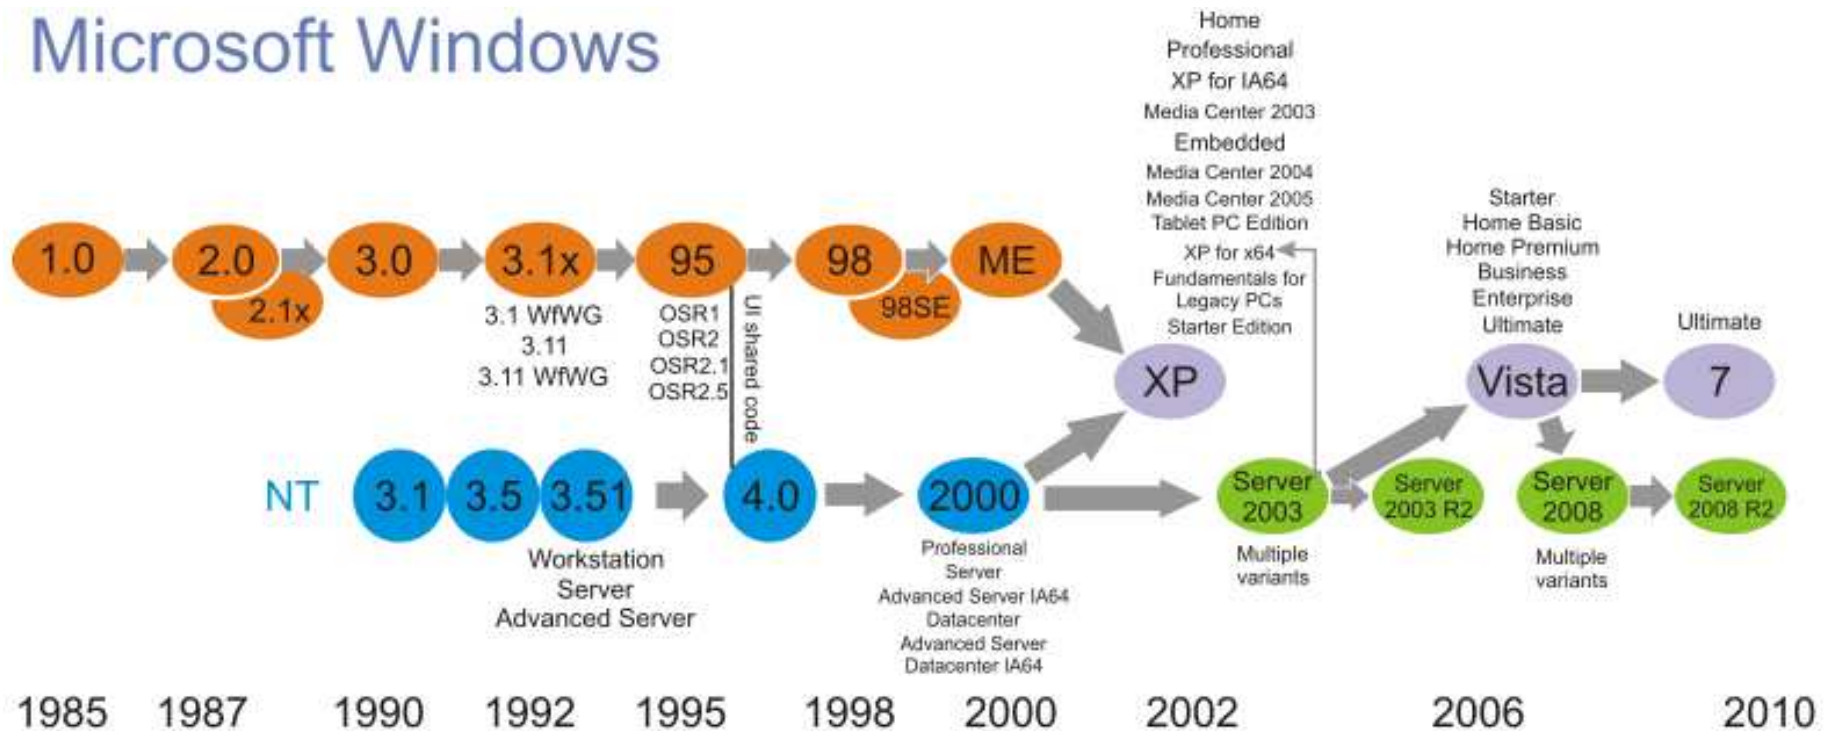 Microsoft Windows
Home
Professional
XP for IA64
Media Center 2003
Embedded
Media Center 2004
Media Center 2005
Tablet PC Edition
XP for x64
Fundamentals for
Legacy PCs
Starter Edition
Starter
Home Basic
Home Premium
Business
Enterprise
Ultimate
Ultimate
1.0
2.0
2.1x
3.0
3.1x
95
98
98SE
ME
3.1 WfWG
3.11
3.11 WfWG
OSR1
OSR2
OSR2.1
OSR2.5
UI shared code
XP
Vista
7
NT
3.1
3.5
3.51
4.0
2000
Server
2003
Server
2003 R2
Server
2008
Server
2008 R2
Workstation
Server
Advanced Server
Professional
Server
Advanced Server IA64
Datacenter
Advanced Server
Datacenter IA64
Multiple
variants
Multiple
variants
1985 1987 1990 1992 1995 1998 2000 2002 2006 2010